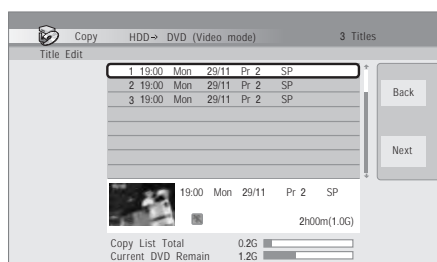 Copy HDD→ DVD (Video mode) 3 Titles
Title Edit
1 19:00 Mon 29/11 Pr 2 SP
2 19:00 Mon 29/11 Pr 2 SP
3 19:00 Mon 29/11 Pr 2 SP
Back
Next
19:00 Mon 29/11 Pr 2 SP
2h00m(1.0G)
Copy List Total 0.2G
Current DVD Remain 1.2G